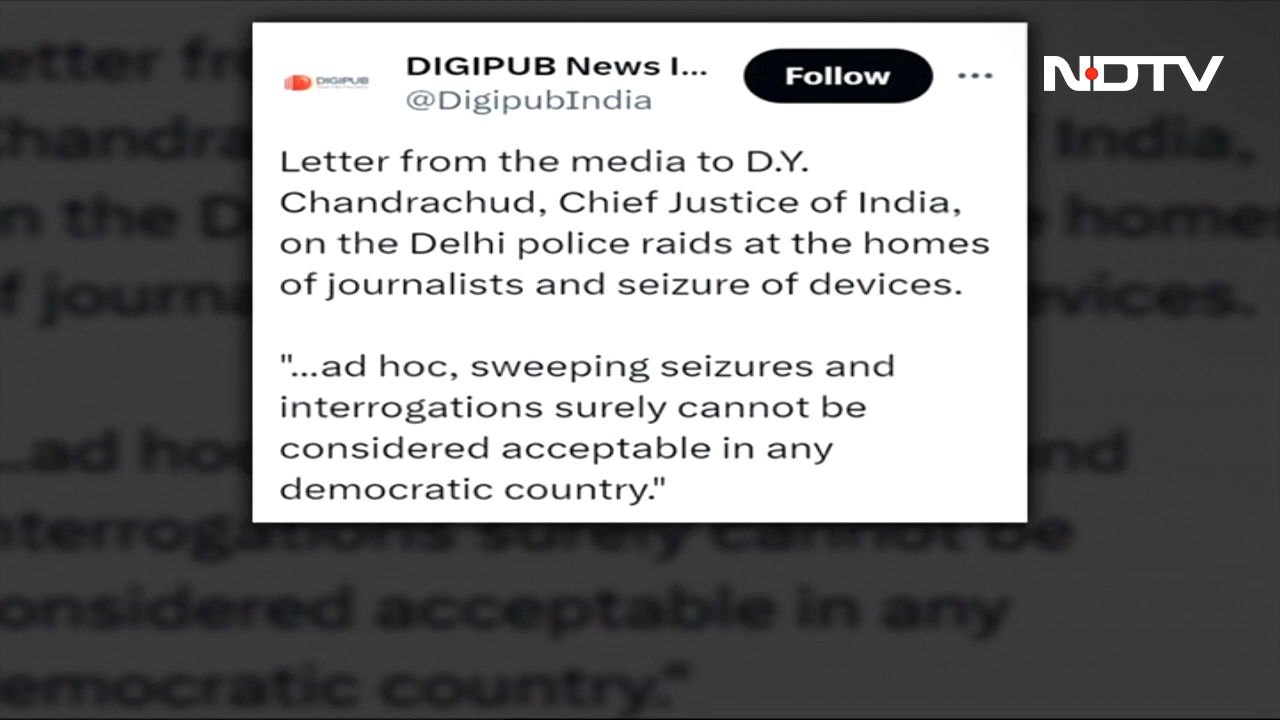 DIGIPUB News I...
DIGIPUB
@DigipubIndia
Follow
NDTV
Letter from the media to D.Y.
Chandrachud, Chief Justice of India,
on the Delhi police raids at the homes
of journalists and seizure of devices.
"...ad hoc, sweeping seizures and
interrogations surely cannot be
considered acceptable in any
democratic country."